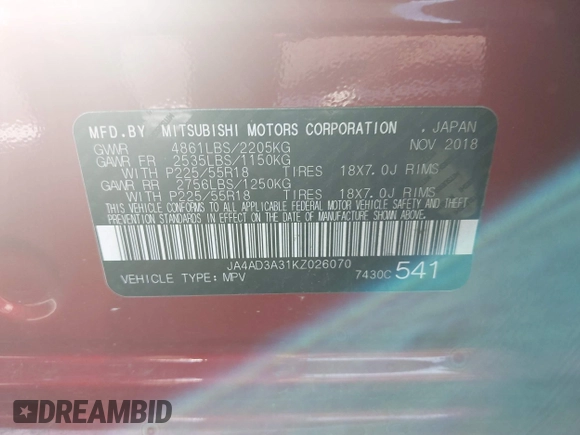 MFD.BY MITSUBISHI MOTORS CORPORATION . JAPAN
GVWR 4861LBS/2205KG NOV 2018
GAWR FR 2535LBS/1150KG
WITH P225/55R18 TIRES 18X7.0J RIMS
GAWR RR 2756LBS/1250KG
WITH P225/55R18 TIRES 18X7.0J RIMS
THIS VEHICLE CONFORMS TO ALL APPLICABLE FEDERAL MOTOR VEHICLE SAFETY, BUMPER, AND THEFT
PREVENTION STANDARDS IN EFFECT ON THE DATE OF MANUFACTURE SHOWN ABOVE.
JA4AD3A31KZ026070
VEHICLE TYPE: MPV 7430C 541
DREAMBID